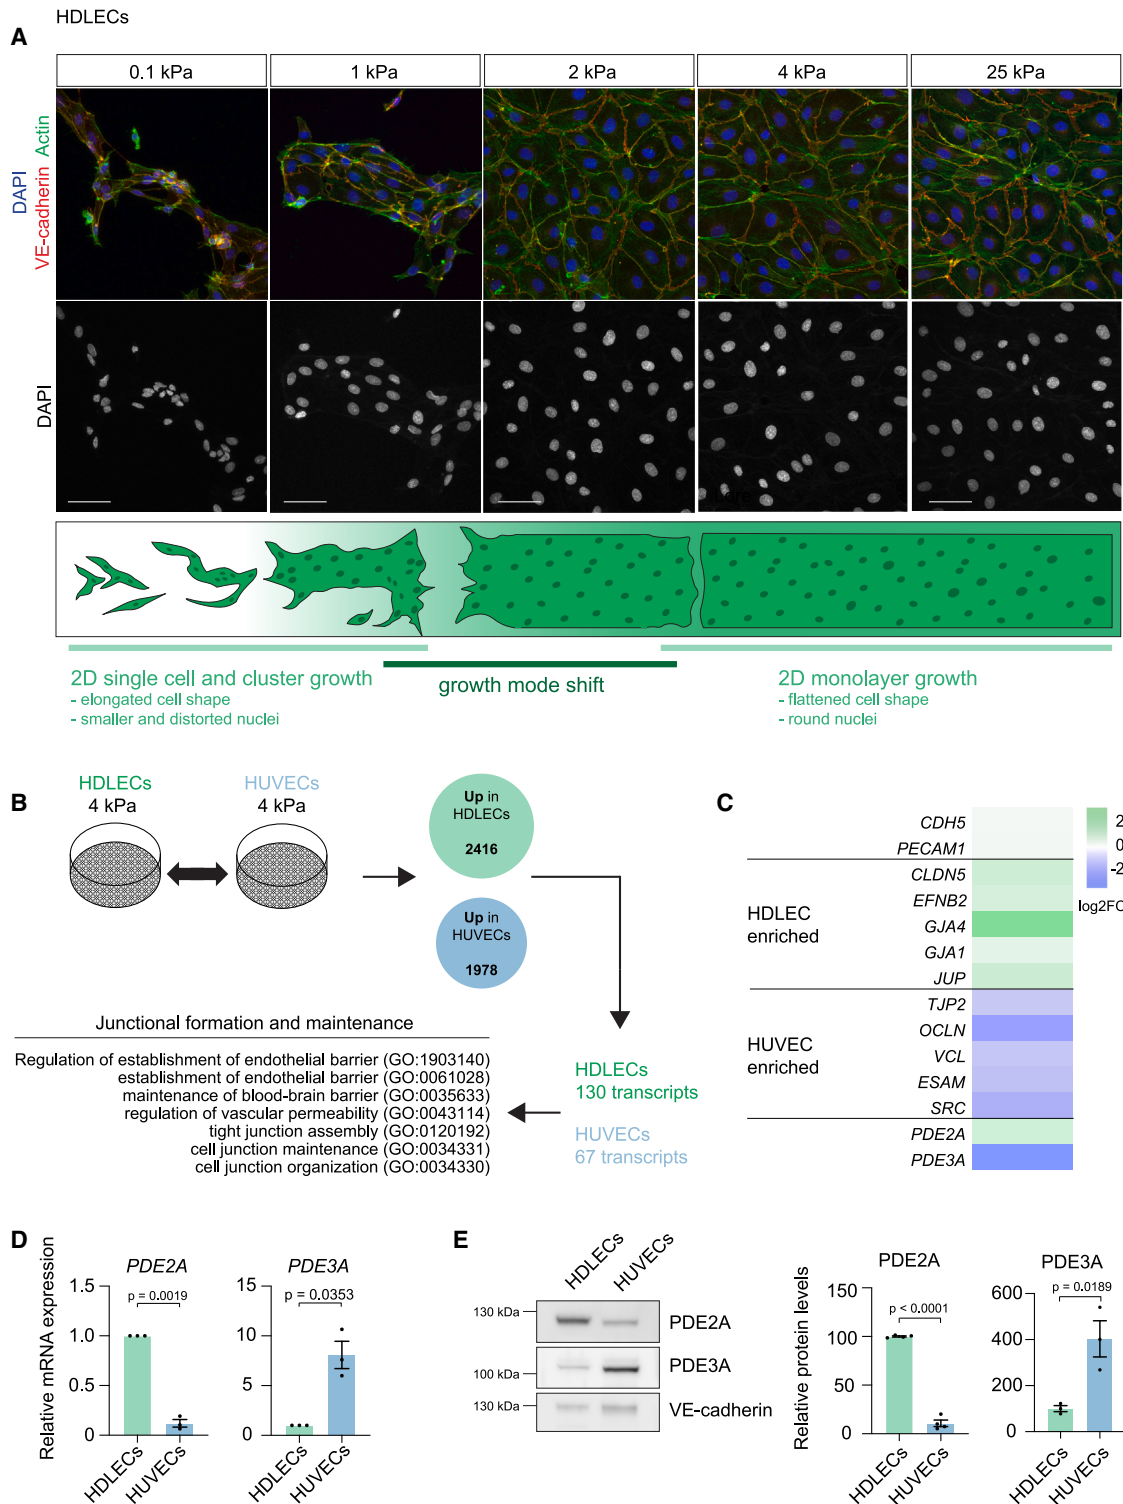 HDLECs
A
0.1 kPa
1 kPa
2 kPa
4 kPa
25 kPa
DAPI VE-cadherin Actin
DAPI
2D single cell and cluster growth
- elongated cell shape
- smaller and distorted nuclei
growth mode shift
2D monolayer growth
- flattened cell shape
- round nuclei
B
HDLECs
4 kPa
HUVECs
4 kPa
Up in
HDLECs
2416
Up in
HUVECs
1978
HDLECs
130 transcripts
HUVECs
67 transcripts
Junctional formation and maintenance
Regulation of establishment of endothelial barrier (GO:1903140)
establishment of endothelial barrier (GO:0061028)
maintenance of blood-brain barrier (GO:0035633)
regulation of vascular permeability (GO:0043114)
tight junction assembly (GO:0120192)
cell junction maintenance (GO:0034331)
cell junction organization (GO:0034330)
C
CDH5
PECAM1
HDLEC
enriched
CLDN5
EFNB2
GJA4
GJA1
JUP
HUVEC
enriched
TJP2
OCLN
VCL
ESAM
SRC
PDE2A
PDE3A
2
0
-2
log2FC
D
Relative mRNA expression
PDE2A
1.5
1.0
0.5
0
p = 0.0019
HDLECs
HUVECs
PDE3A
15
10
5
0
p = 0.0353
HDLECs
HUVECs
E
HDLECs
HUVECs
130 kDa
PDE2A
100 kDa
PDE3A
130 kDa
VE-cadherin
Relative protein levels
PDE2A
150
100
50
0
p < 0.0001
HDLECs
HUVECs
PDE3A
600
400
200
0
p = 0.0189
HDLECs
HUVECs